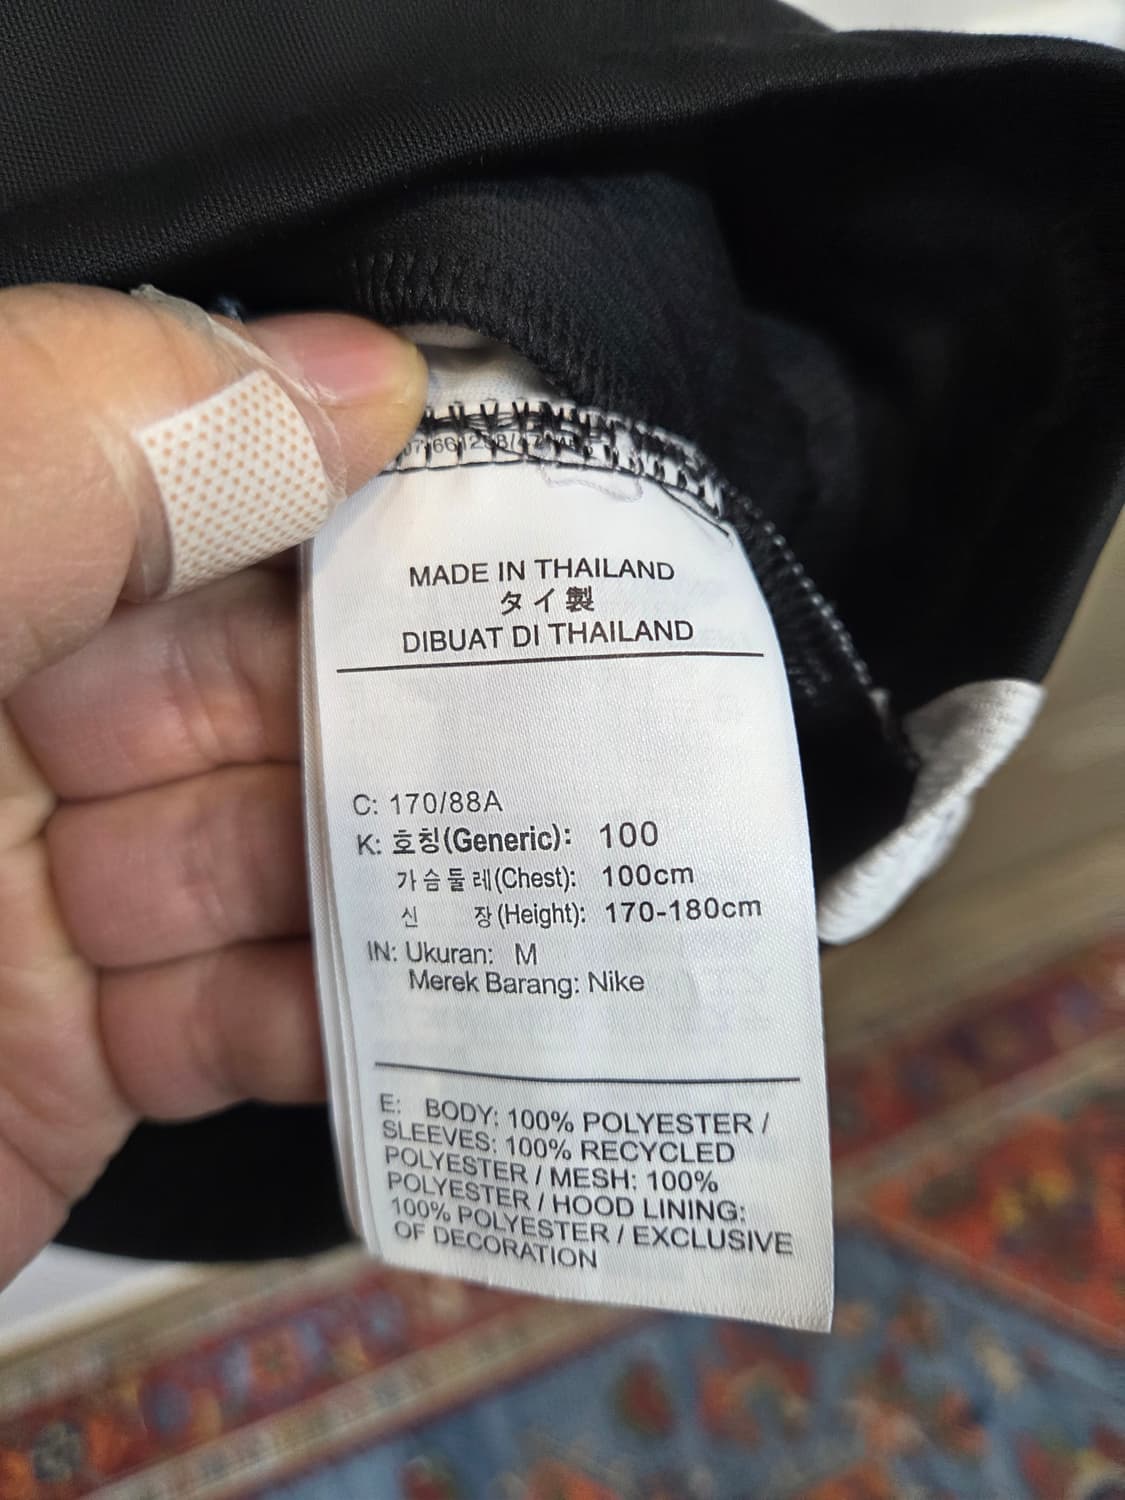 MADE IN THAILAND
タイ製
DIBUAT DI THAILAND
C: 170/88A
K: 호칭(Generic): 100
가슴둘레(Chest): 100cm
신 장(Height): 170-180cm
IN: Ukuran: M
Merek Barang: Nike
E: BODY: 100% POLYESTER /
SLEEVES: 100% RECYCLED
POLYESTER / MESH: 100%
POLYESTER / HOOD LINING:
100% POLYESTER / EXCLUSIVE
OF DECORATION